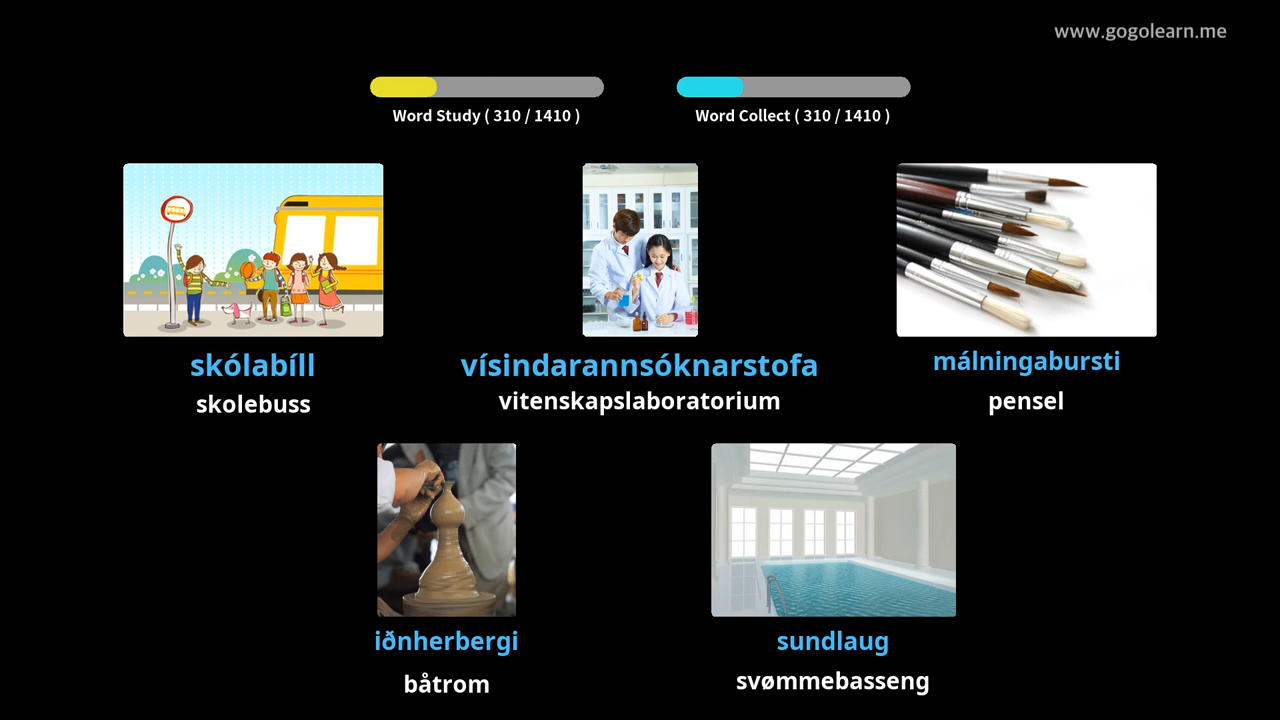 www.gogolearn.me
Word Study ( 310 / 1410 )
Word Collect ( 310 / 1410 )
skólabíll
vísindarannsóknarstofa
málningabursti
skolebuss
vitenskapslaboratorium
pensel
iðnherbergi
sundlaug
båtrom
svømmebasseng